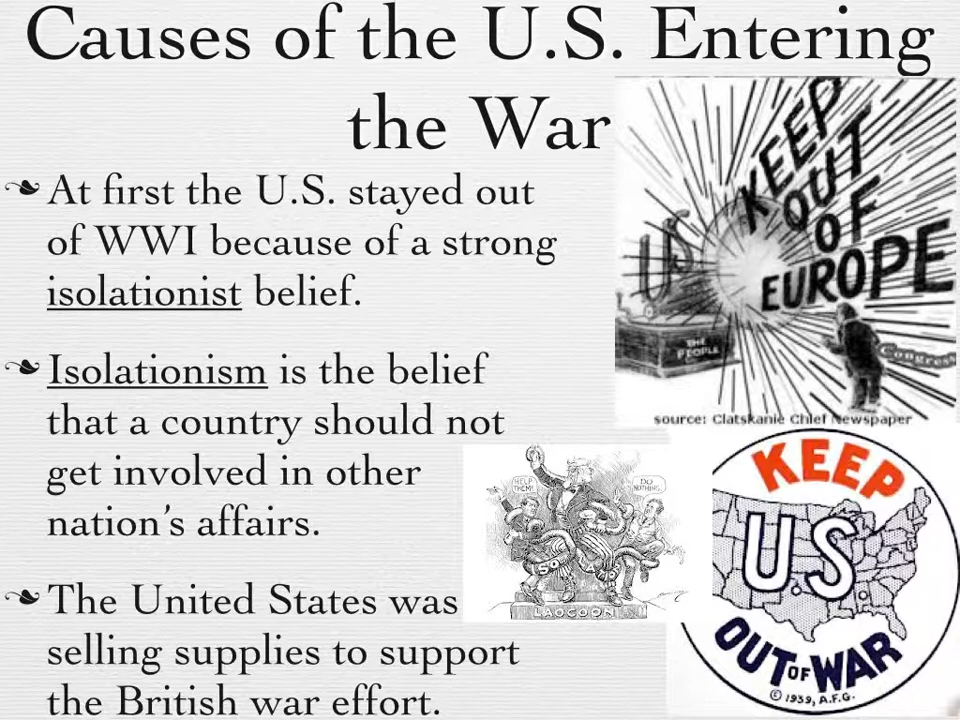 Causes of the U.S. Entering
the War
❧ At first the U.S. stayed out
of WWI because of a strong
isolationist belief.
❧ Isolationism is the belief
that a country should not
get involved in other
nation's affairs.
❧ The United States was
selling supplies to support
the British war effort.
KEEP
OUT
OF
EUROPE
US
THE
PEOPLE
Congress
source: Clatskanie Chief Newspaper
HELP
THEM!
DO
NOTHING
LAOCOON
KEEP
US
OUT OF WAR
© 1939, A.F.G.